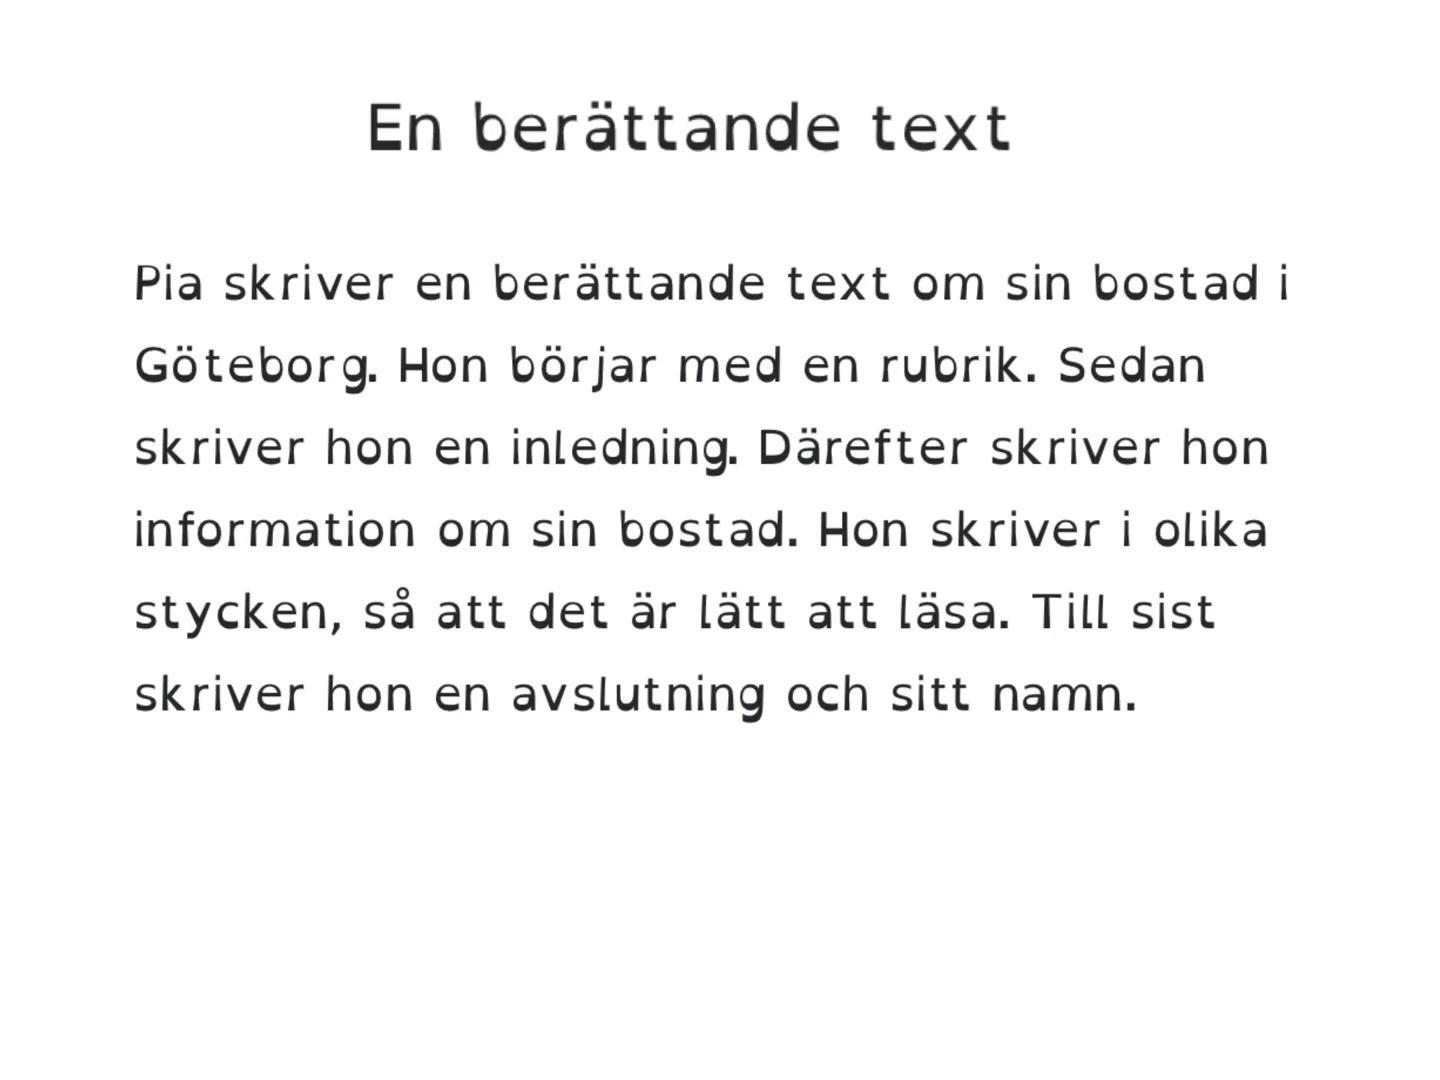 En berättande text
Pia skriver en berättande text om sin bostad i
Göteborg. Hon börjar med en rubrik. Sedan
skriver hon en inledning. Därefter skriver hon
information om sin bostad. Hon skriver i olika
stycken, så att det är lätt att läsa. Till sist
skriver hon en avslutning och sitt namn.